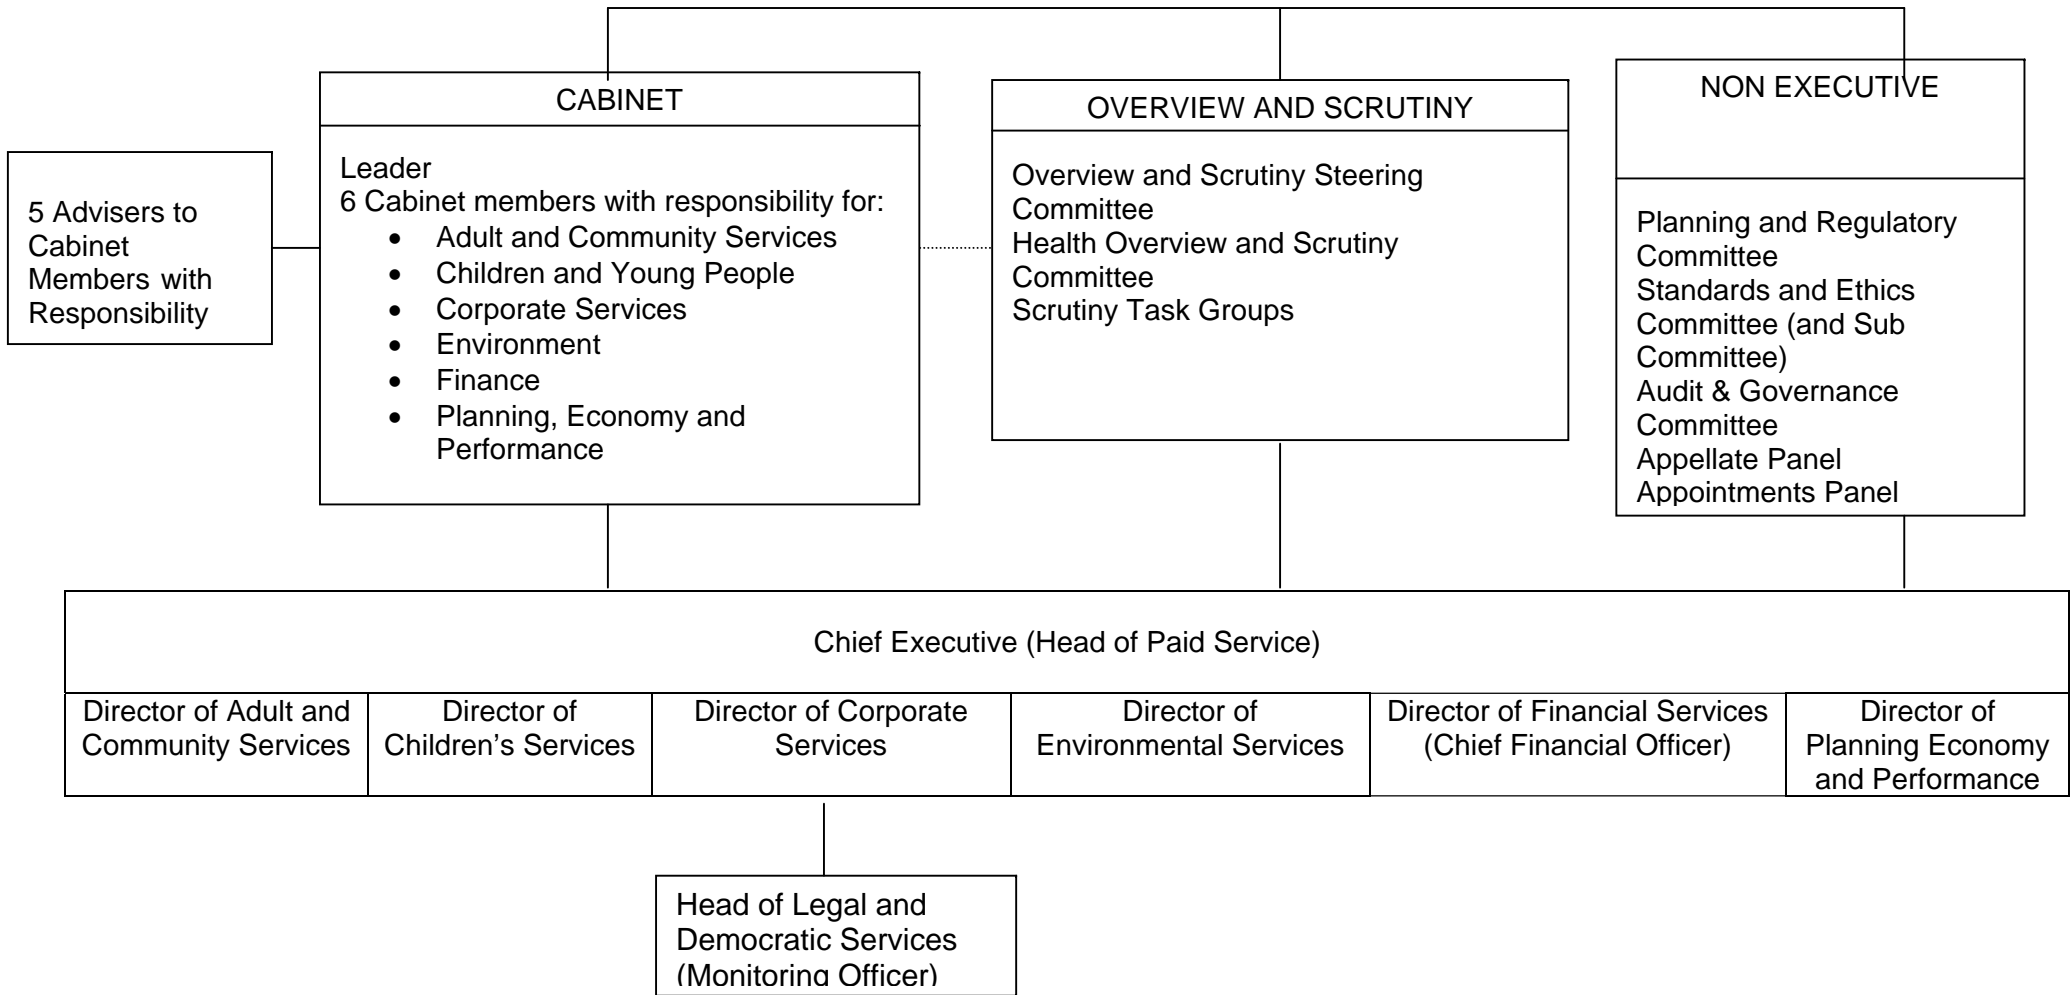 CABINET
Leader
6 Cabinet members with responsibility for:
• Adult and Community Services
• Children and Young People
• Corporate Services
• Environment
• Finance
• Planning, Economy and
Performance
OVERVIEW AND SCRUTINY
Overview and Scrutiny Steering
Committee
Health Overview and Scrutiny
Committee
Scrutiny Task Groups
NON EXECUTIVE
Planning and Regulatory
Committee
Standards and Ethics
Committee (and Sub
Committee)
Audit & Governance
Committee
Appellate Panel
Appointments Panel
5 Advisers to
Cabinet
Members with
Responsibility
Chief Executive (Head of Paid Service)
Director of Adult and
Community Services
Director of
Children’s Services
Director of Corporate
Services
Director of
Environmental Services
Director of Financial Services
(Chief Financial Officer)
Director of
Planning Economy
and Performance
Head of Legal and
Democratic Services
(Monitoring Officer)